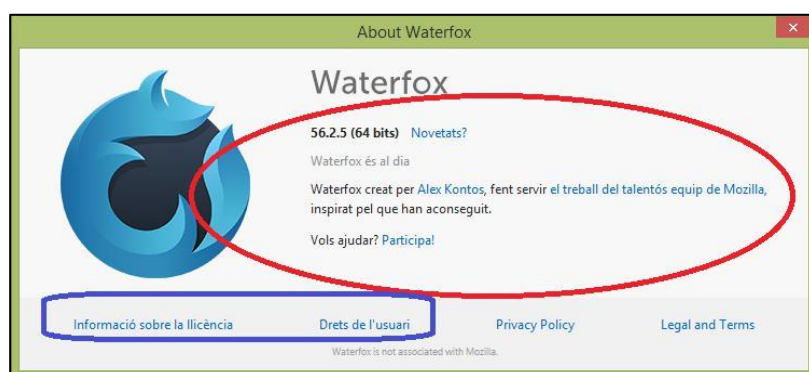 About Waterfox
Waterfox
56.2.5 (64 bits) Novetats?
Waterfox és al dia
Waterfox creat per Alex Kontos, fent servir el treball del talentós equip de Mozilla,
inspirat pel que han aconseguit.
Vols ajudar? Participa!
Informació sobre la llicència Drets de l'usuari Privacy Policy Legal and Terms
Waterfox is not associated with Mozilla.